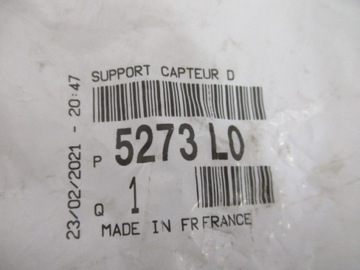 SUPPORT CAPTEUR D
P 5273 L0
Q 1
MADE IN FRFRANCE
23/02/2021 - 20:47